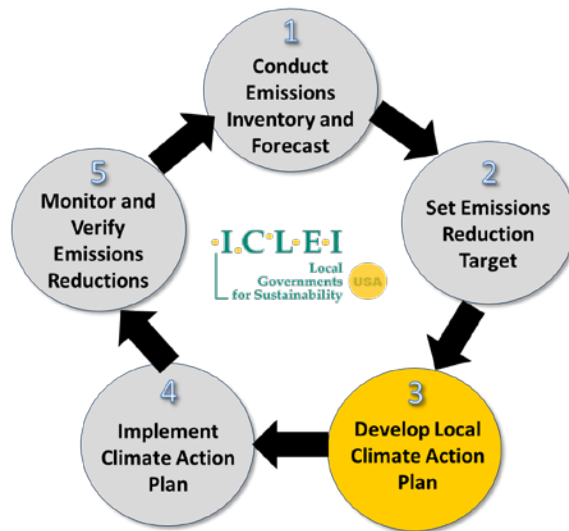 1
Conduct
Emissions
Inventory and
Forecast
2
Set Emissions
Reduction
Target
3
Develop Local
Climate Action
Plan
4
Implement
Climate Action
Plan
5
Monitor and
Verify
Emissions
Reductions
·I·C·L·E·I
Local
Governments
for Sustainability
USA